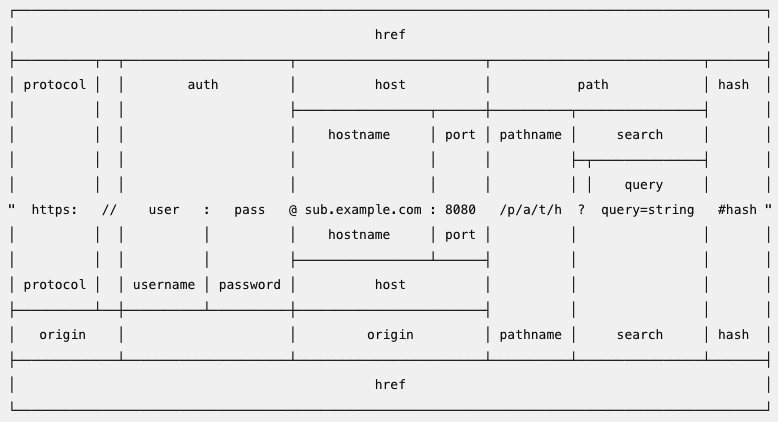 href
protocol auth host path hash
hostname port pathname search
query
" https: // user : pass @ sub.example.com : 8080 /p/a/t/h ? query=string #hash "
hostname port
protocol username password host
origin origin pathname search hash
href